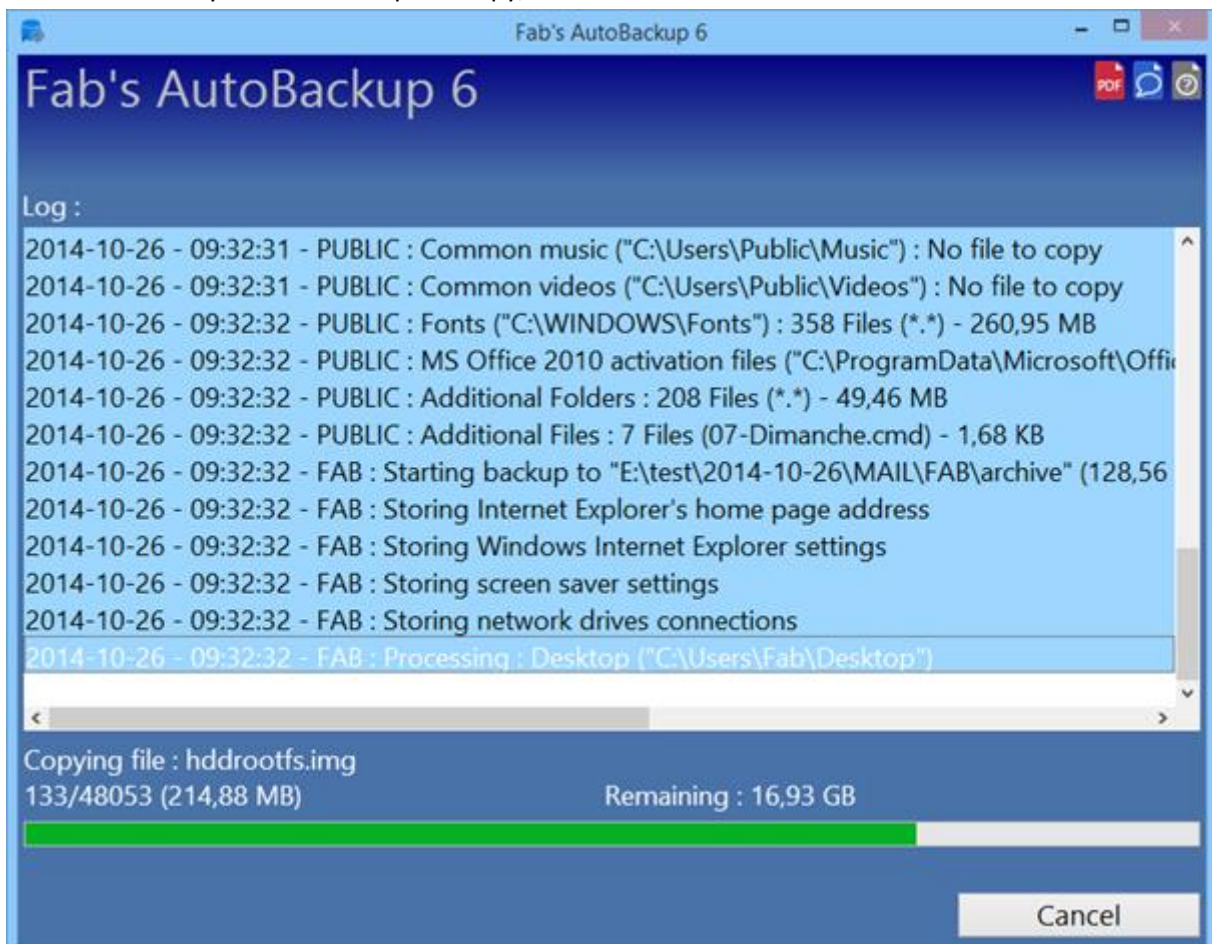 Fab's AutoBackup 6
Fab's AutoBackup 6
PDF
Log :
2014-10-26 - 09:32:31 - PUBLIC : Common music ("C:\Users\Public\Music") : No file to copy
2014-10-26 - 09:32:31 - PUBLIC : Common videos ("C:\Users\Public\Videos") : No file to copy
2014-10-26 - 09:32:32 - PUBLIC : Fonts ("C:\WINDOWS\Fonts") : 358 Files (*.*) - 260,95 MB
2014-10-26 - 09:32:32 - PUBLIC : MS Office 2010 activation files ("C:\ProgramData\Microsoft\Offi
2014-10-26 - 09:32:32 - PUBLIC : Additional Folders : 208 Files (*.*) - 49,46 MB
2014-10-26 - 09:32:32 - PUBLIC : Additional Files : 7 Files (07-Dimanche.cmd) - 1,68 KB
2014-10-26 - 09:32:32 - FAB : Starting backup to "E:\test\2014-10-26\MAIL\FAB\archive" (128,56
2014-10-26 - 09:32:32 - FAB : Storing Internet Explorer's home page address
2014-10-26 - 09:32:32 - FAB : Storing Windows Internet Explorer settings
2014-10-26 - 09:32:32 - FAB : Storing screen saver settings
2014-10-26 - 09:32:32 - FAB : Storing network drives connections
2014-10-26 - 09:32:32 - FAB : Processing : Desktop ("C:\Users\Fab\Desktop")
Copying file : hddrootfs.img
133/48053 (214,88 MB) Remaining : 16,93 GB
Cancel